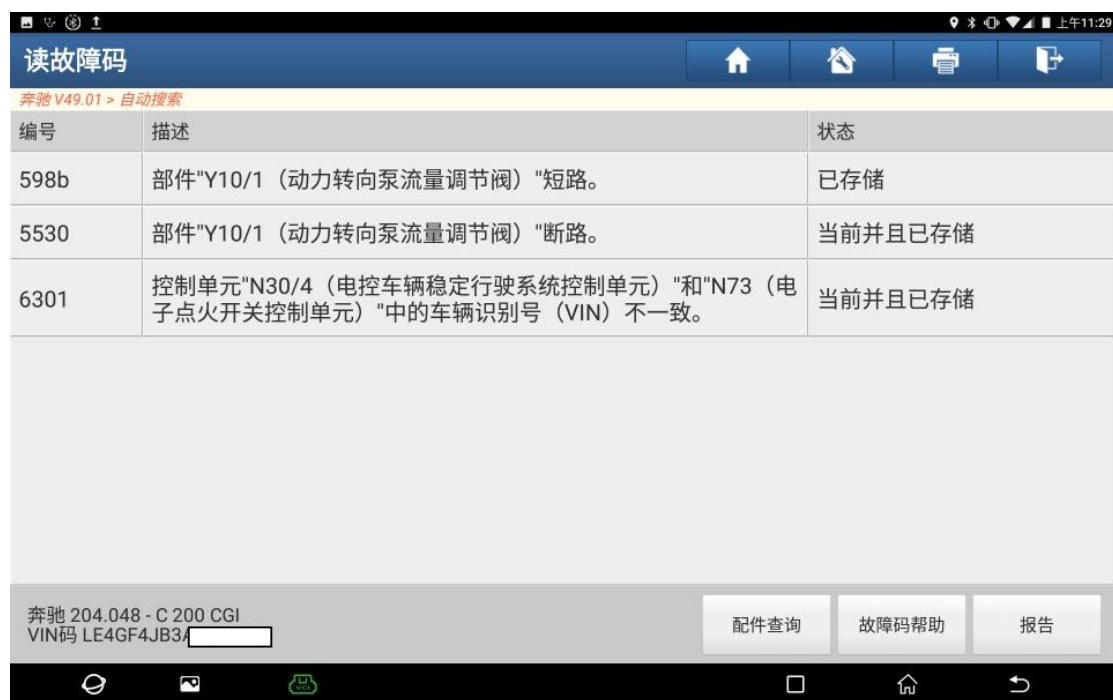 上午11:29
读故障码
奔驰 V49.01 > 自动搜索
编号 描述 状态
598b 部件"Y10/1（动力转向泵流量调节阀）"短路。 已存储
5530 部件"Y10/1（动力转向泵流量调节阀）"断路。 当前并且已存储
6301 控制单元"N30/4（电控车辆稳定行驶系统控制单元）"和"N73（电
子点火开关控制单元）"中的车辆识别号（VIN）不一致。 当前并且已存储
奔驰 204.048 - C 200 CGI
VIN码 LE4GF4JB3A
配件查询 故障码帮助 报告
VCI